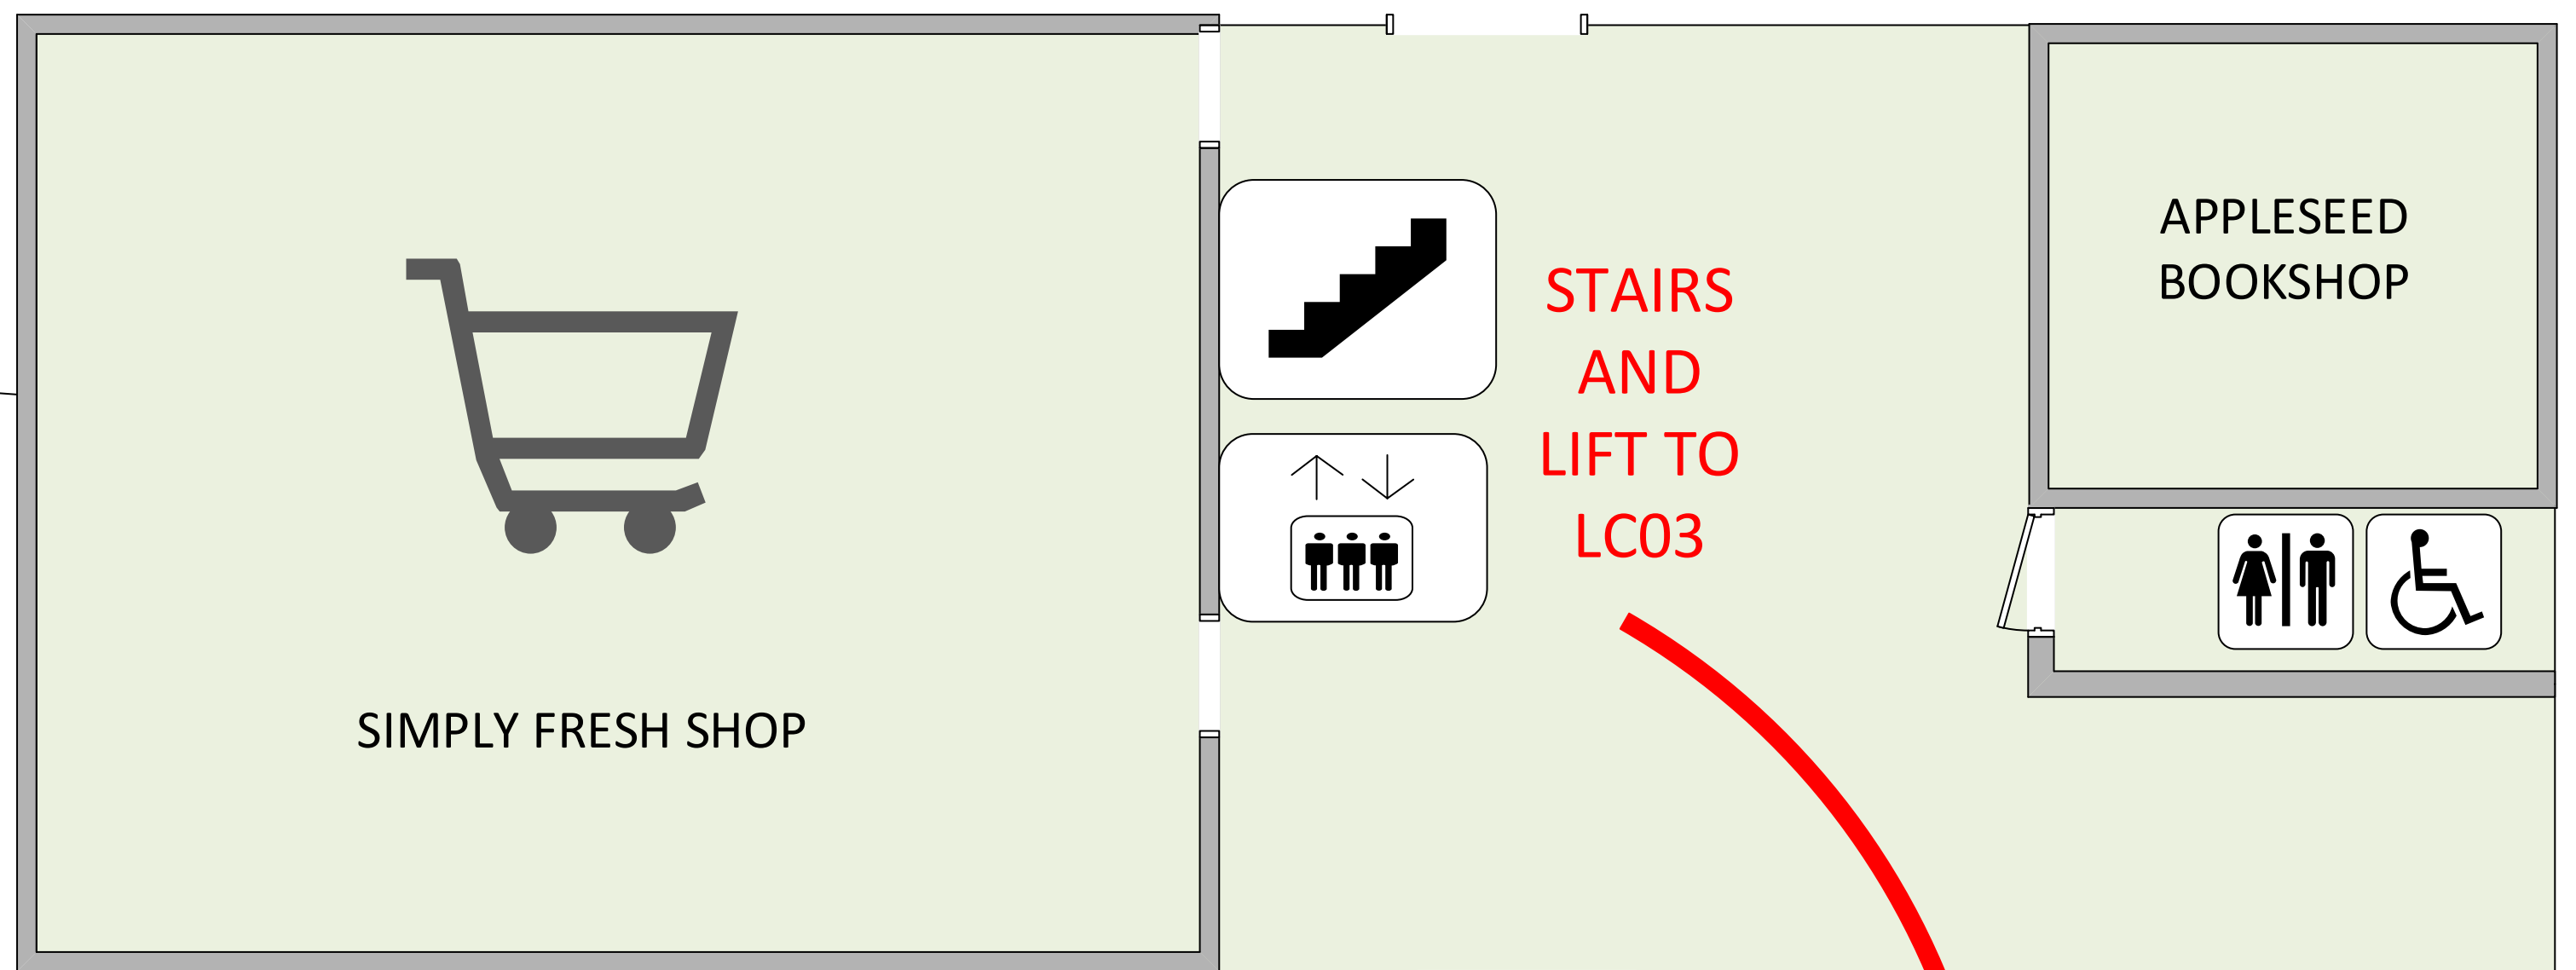 SIMPLY FRESH SHOP
STAIRS
AND
LIFT TO
LC03
APPLESEED
BOOKSHOP